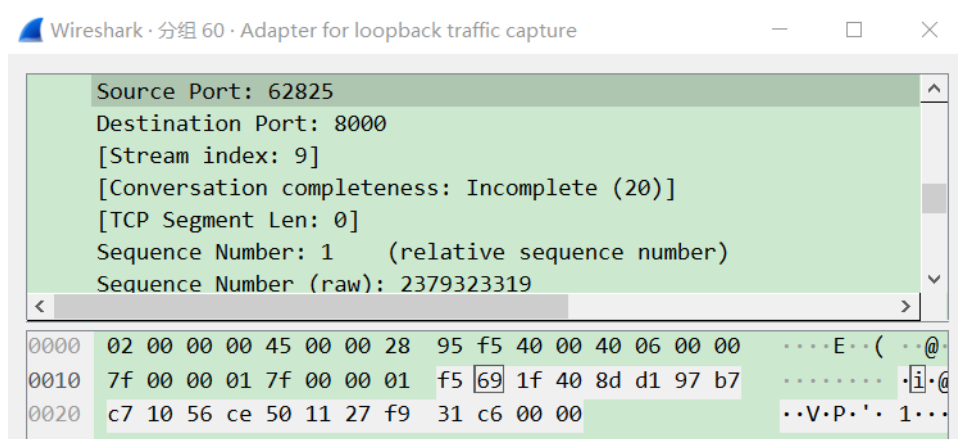 Wireshark · 分组 60 · Adapter for loopback traffic capture
Source Port: 62825
Destination Port: 8000
[Stream index: 9]
[Conversation completeness: Incomplete (20)]
[TCP Segment Len: 0]
Sequence Number: 1    (relative sequence number)
Sequence Number (raw): 2379323319
0000 02 00 00 00 45 00 00 28 95 f5 40 00 40 06 00 00 ····E··( ··@·
0010 7f 00 00 01 7f 00 00 01 f5 69 1f 40 8d d1 97 b7 ········ ·i·@
0020 c7 10 56 ce 50 11 27 f9 31 c6 00 00 ··V·P·'· 1···